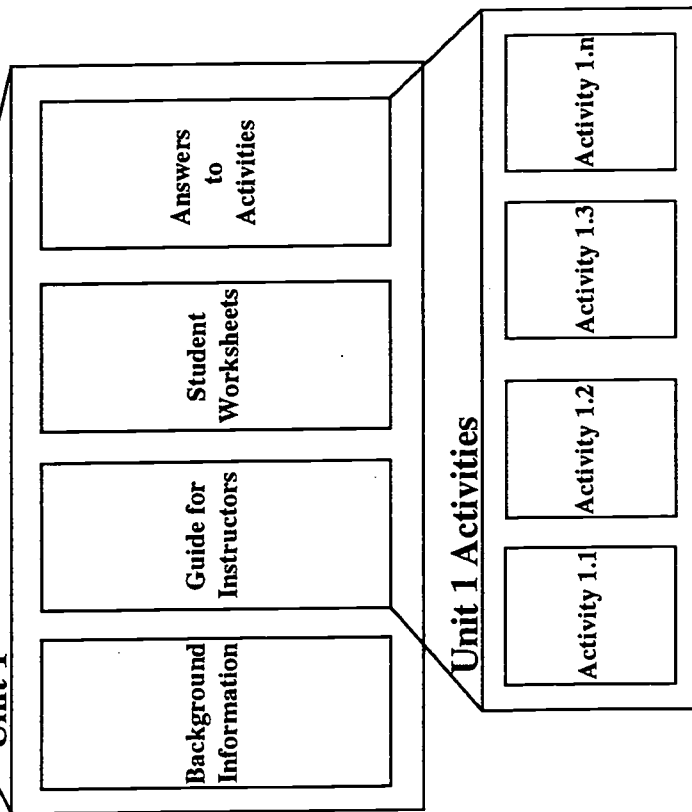 Unit 1
Background
Information
Guide for
Instructors
Student
Worksheets
Answers
to
Activities
Unit 1 Activities
Activity 1.1
Activity 1.2
Activity 1.3
Activity 1.n